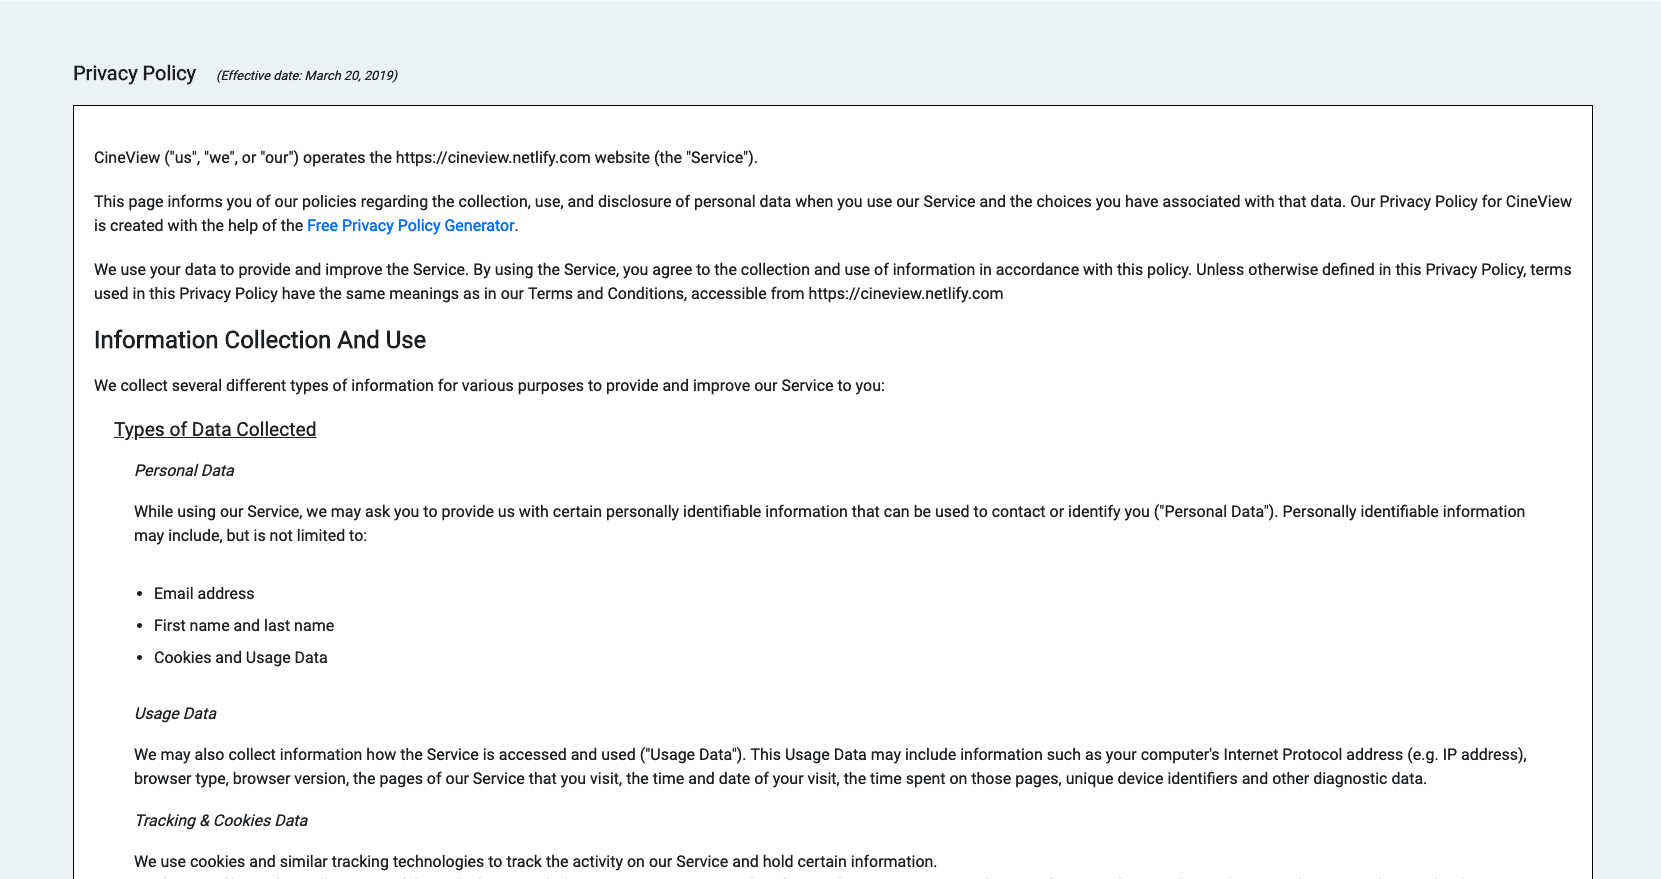 Privacy Policy (Effective date: March 20, 2019)
CineView ("us", "we", or "our") operates the https://cineview.netlify.com website (the "Service").
This page informs you of our policies regarding the collection, use, and disclosure of personal data when you use our Service and the choices you have associated with that data. Our Privacy Policy for CineView
is created with the help of the Free Privacy Policy Generator.
We use your data to provide and improve the Service. By using the Service, you agree to the collection and use of information in accordance with this policy. Unless otherwise defined in this Privacy Policy, terms
used in this Privacy Policy have the same meanings as in our Terms and Conditions, accessible from https://cineview.netlify.com
Information Collection And Use
We collect several different types of information for various purposes to provide and improve our Service to you:
Types of Data Collected
Personal Data
While using our Service, we may ask you to provide us with certain personally identifiable information that can be used to contact or identify you ("Personal Data"). Personally identifiable information
may include, but is not limited to:
• Email address
• First name and last name
• Cookies and Usage Data
Usage Data
We may also collect information how the Service is accessed and used ("Usage Data"). This Usage Data may include information such as your computer's Internet Protocol address (e.g. IP address),
browser type, browser version, the pages of our Service that you visit, the time and date of your visit, the time spent on those pages, unique device identifiers and other diagnostic data.
Tracking & Cookies Data
We use cookies and similar tracking technologies to track the activity on our Service and hold certain information.